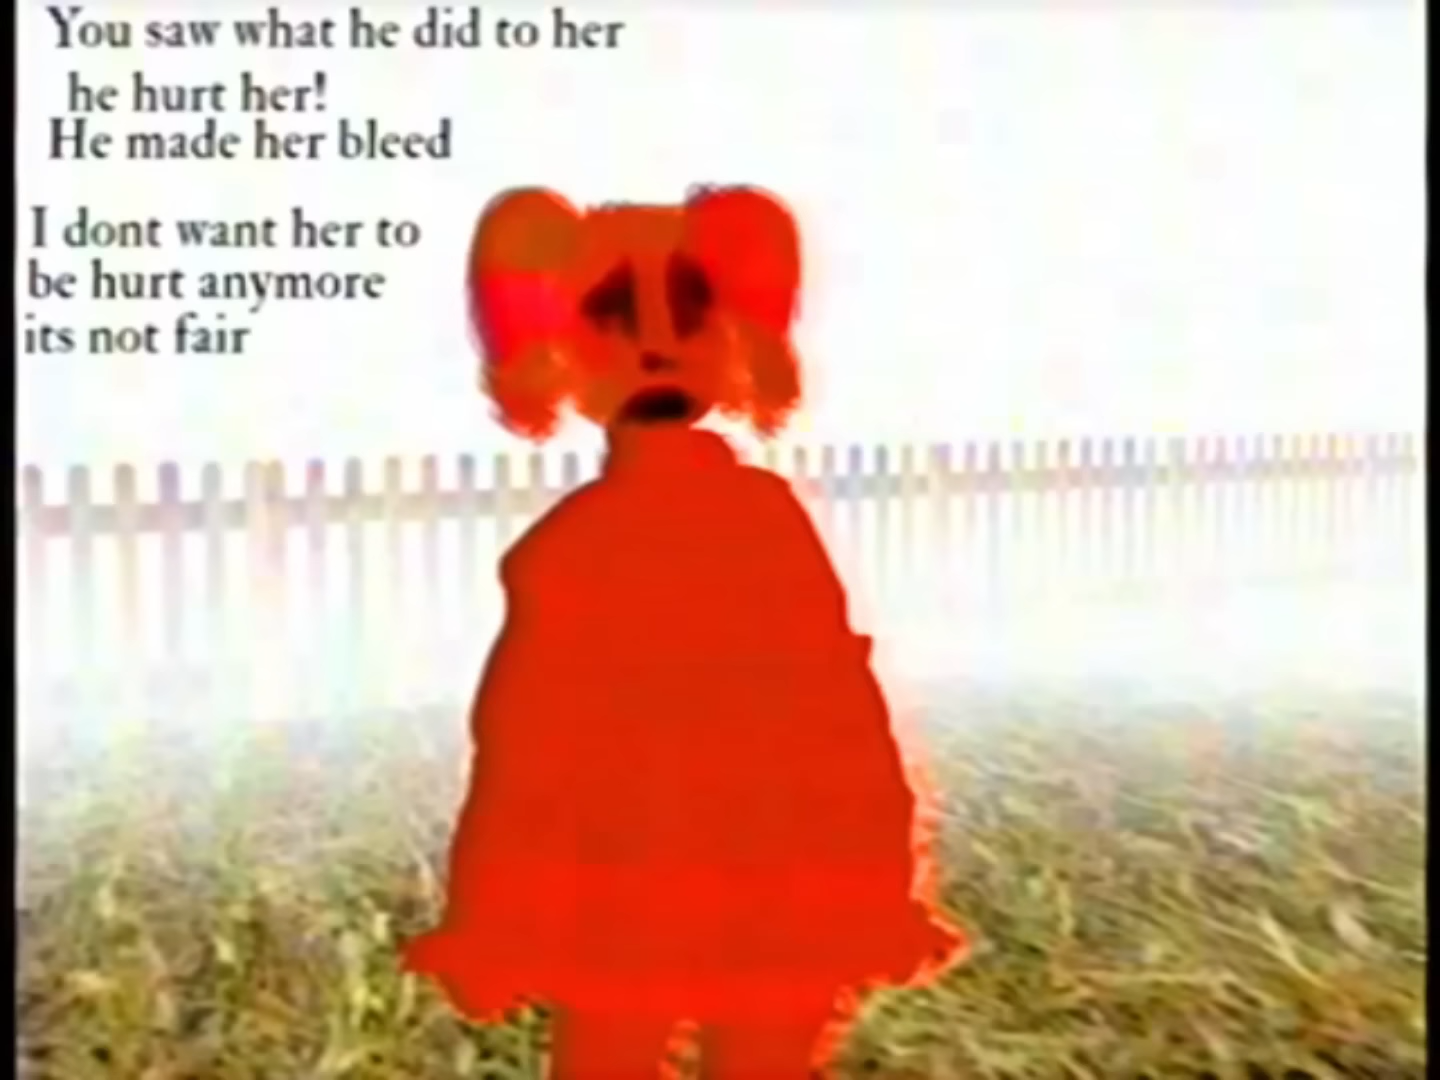 You saw what he did to her
he hurt her!
He made her bleed
I dont want her to
be hurt anymore
its not fair